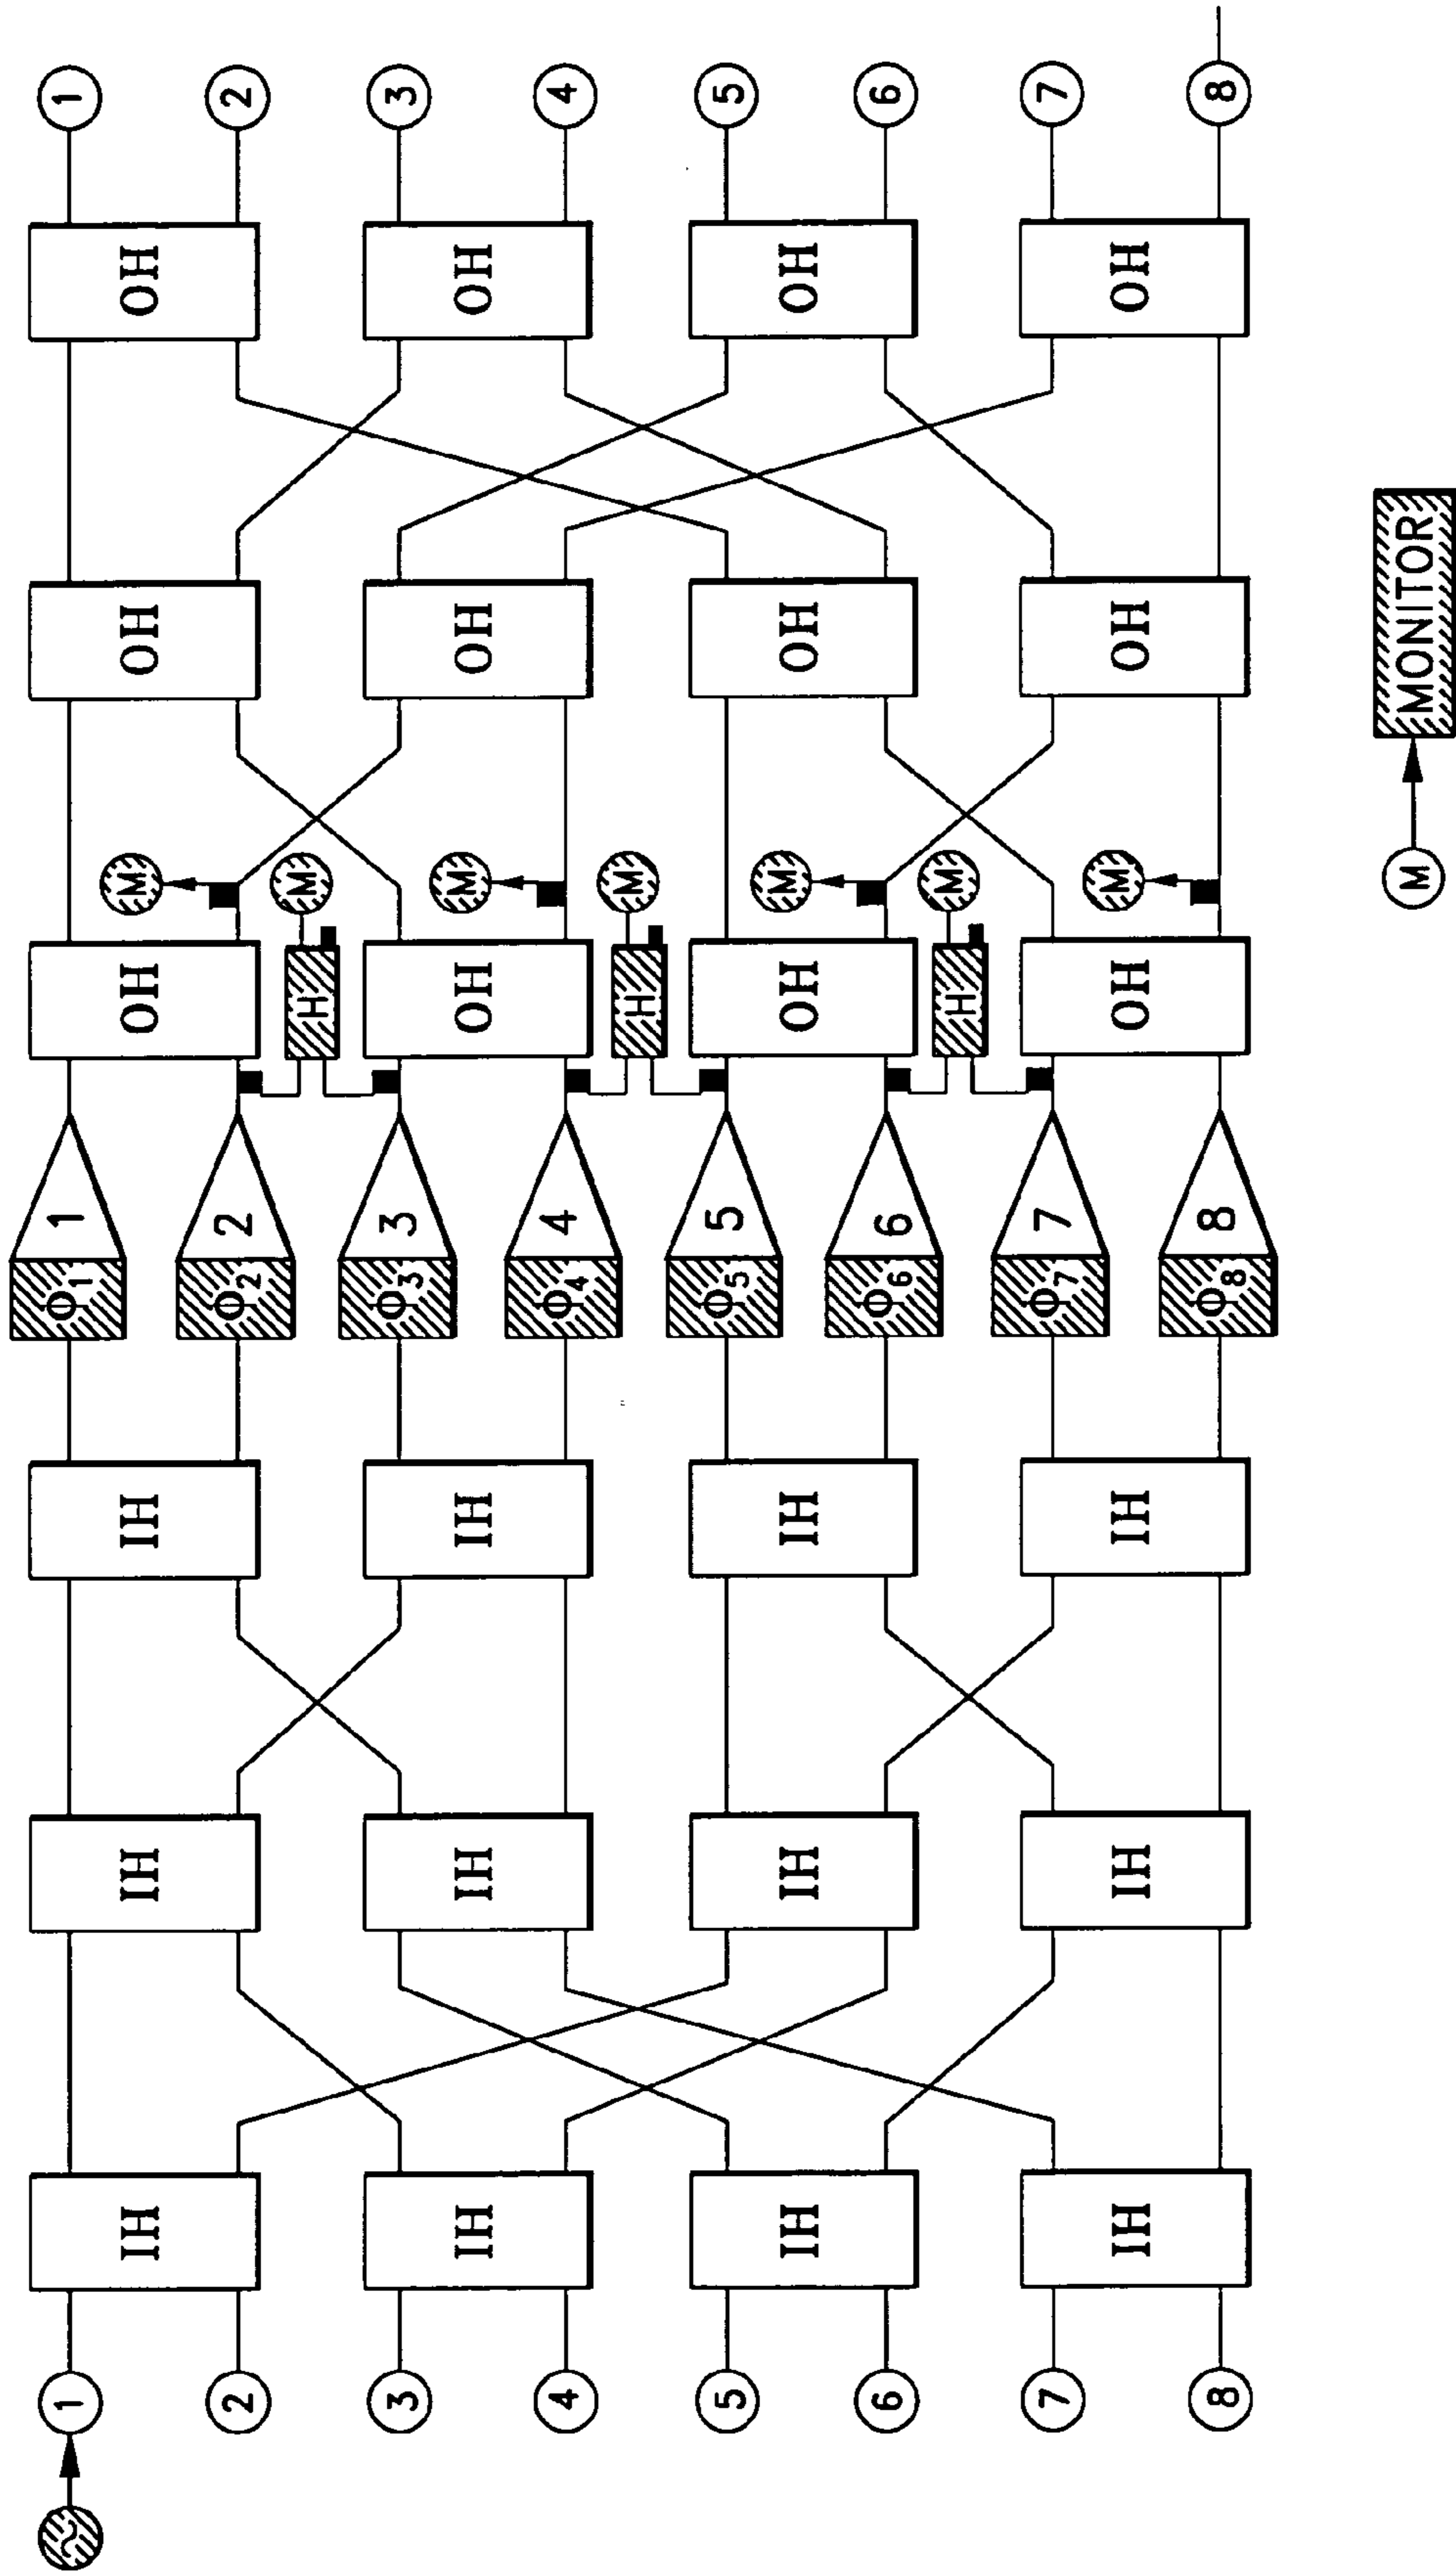 ~ 1 Φ1 1 1
IH IH IH OH M OH OH
2 Φ2 2 2
H M
3 Φ3 3 3
IH IH IH OH M OH OH
4 Φ4 4 4
H M
5 Φ5 5 5
IH IH IH OH M OH OH
6 Φ6 6 6
H M
7 Φ7 7 7
IH IH IH OH M OH OH
8 Φ8 8 8
M MONITOR